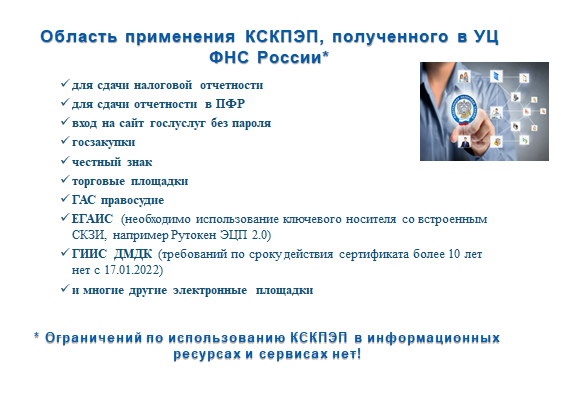 Область применения КСКПЭП, полученного в УЦ
ФНС России*
для сдачи налоговой отчетности
для сдачи отчетности в ПФР
вход на сайт гослуслуг без пароля
госзакупки
честный знак
торговые площадки
ГАС правосудие
ЕГАИС (необходимо использование ключевого носителя со встроенным
СКЗИ, например Рутокен ЭЦП 2.0)
ГИИС ДМДК (требований по сроку действия сертификата более 10 лет
нет с 17.01.2022)
и многие другие электронные площадки
* Ограничений по использованию КСКПЭП в информационных
ресурсах и сервисах нет!